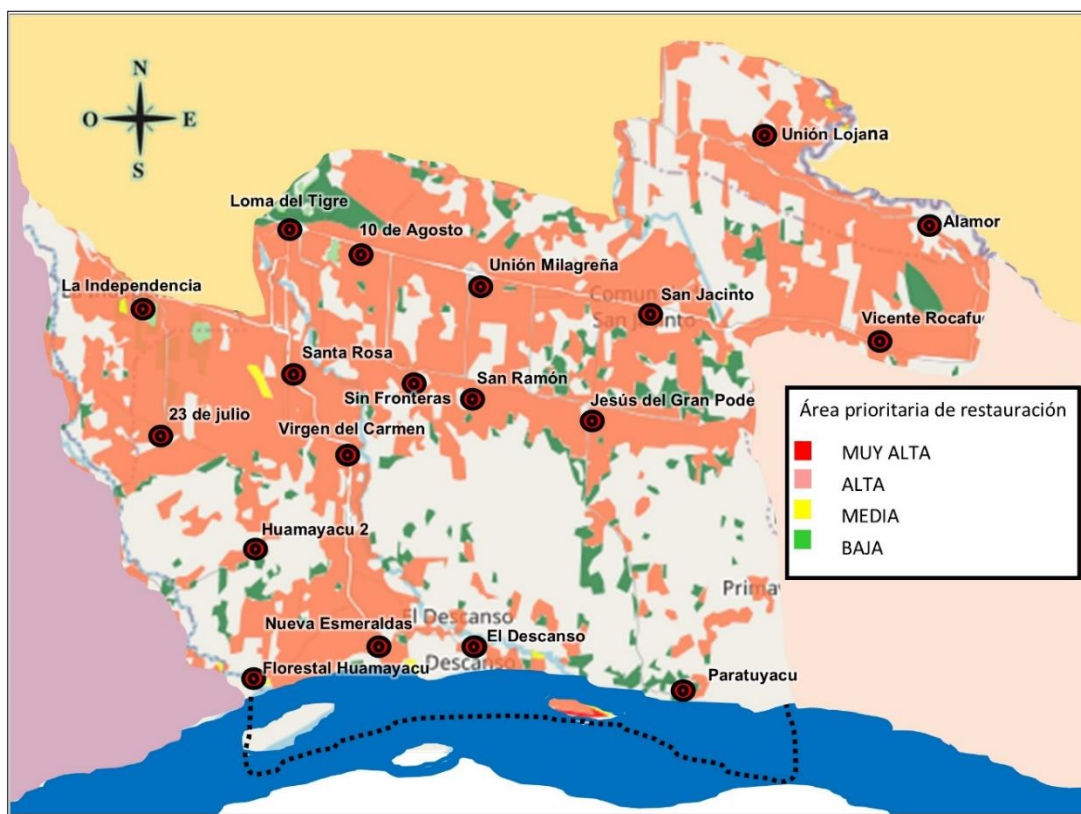 N
O E
S
Unión Lojana
Loma del Tigre
Alamor
10 de Agosto
Unión Milagreña
La Independencia
San Jacinto
San Jacinto
Vicente Rocafu
Santa Rosa
San Ramón
Sin Fronteras
Jesús del Gran Pode
23 de julio
Virgen del Carmen
Área prioritaria de restauración
MUY ALTA
ALTA
MEDIA
BAJA
Huamayacu 2
El Descanso
Nueva Esmeraldas
El Descanso
Descanso
Florestal Huamayacu
Paratuyacu